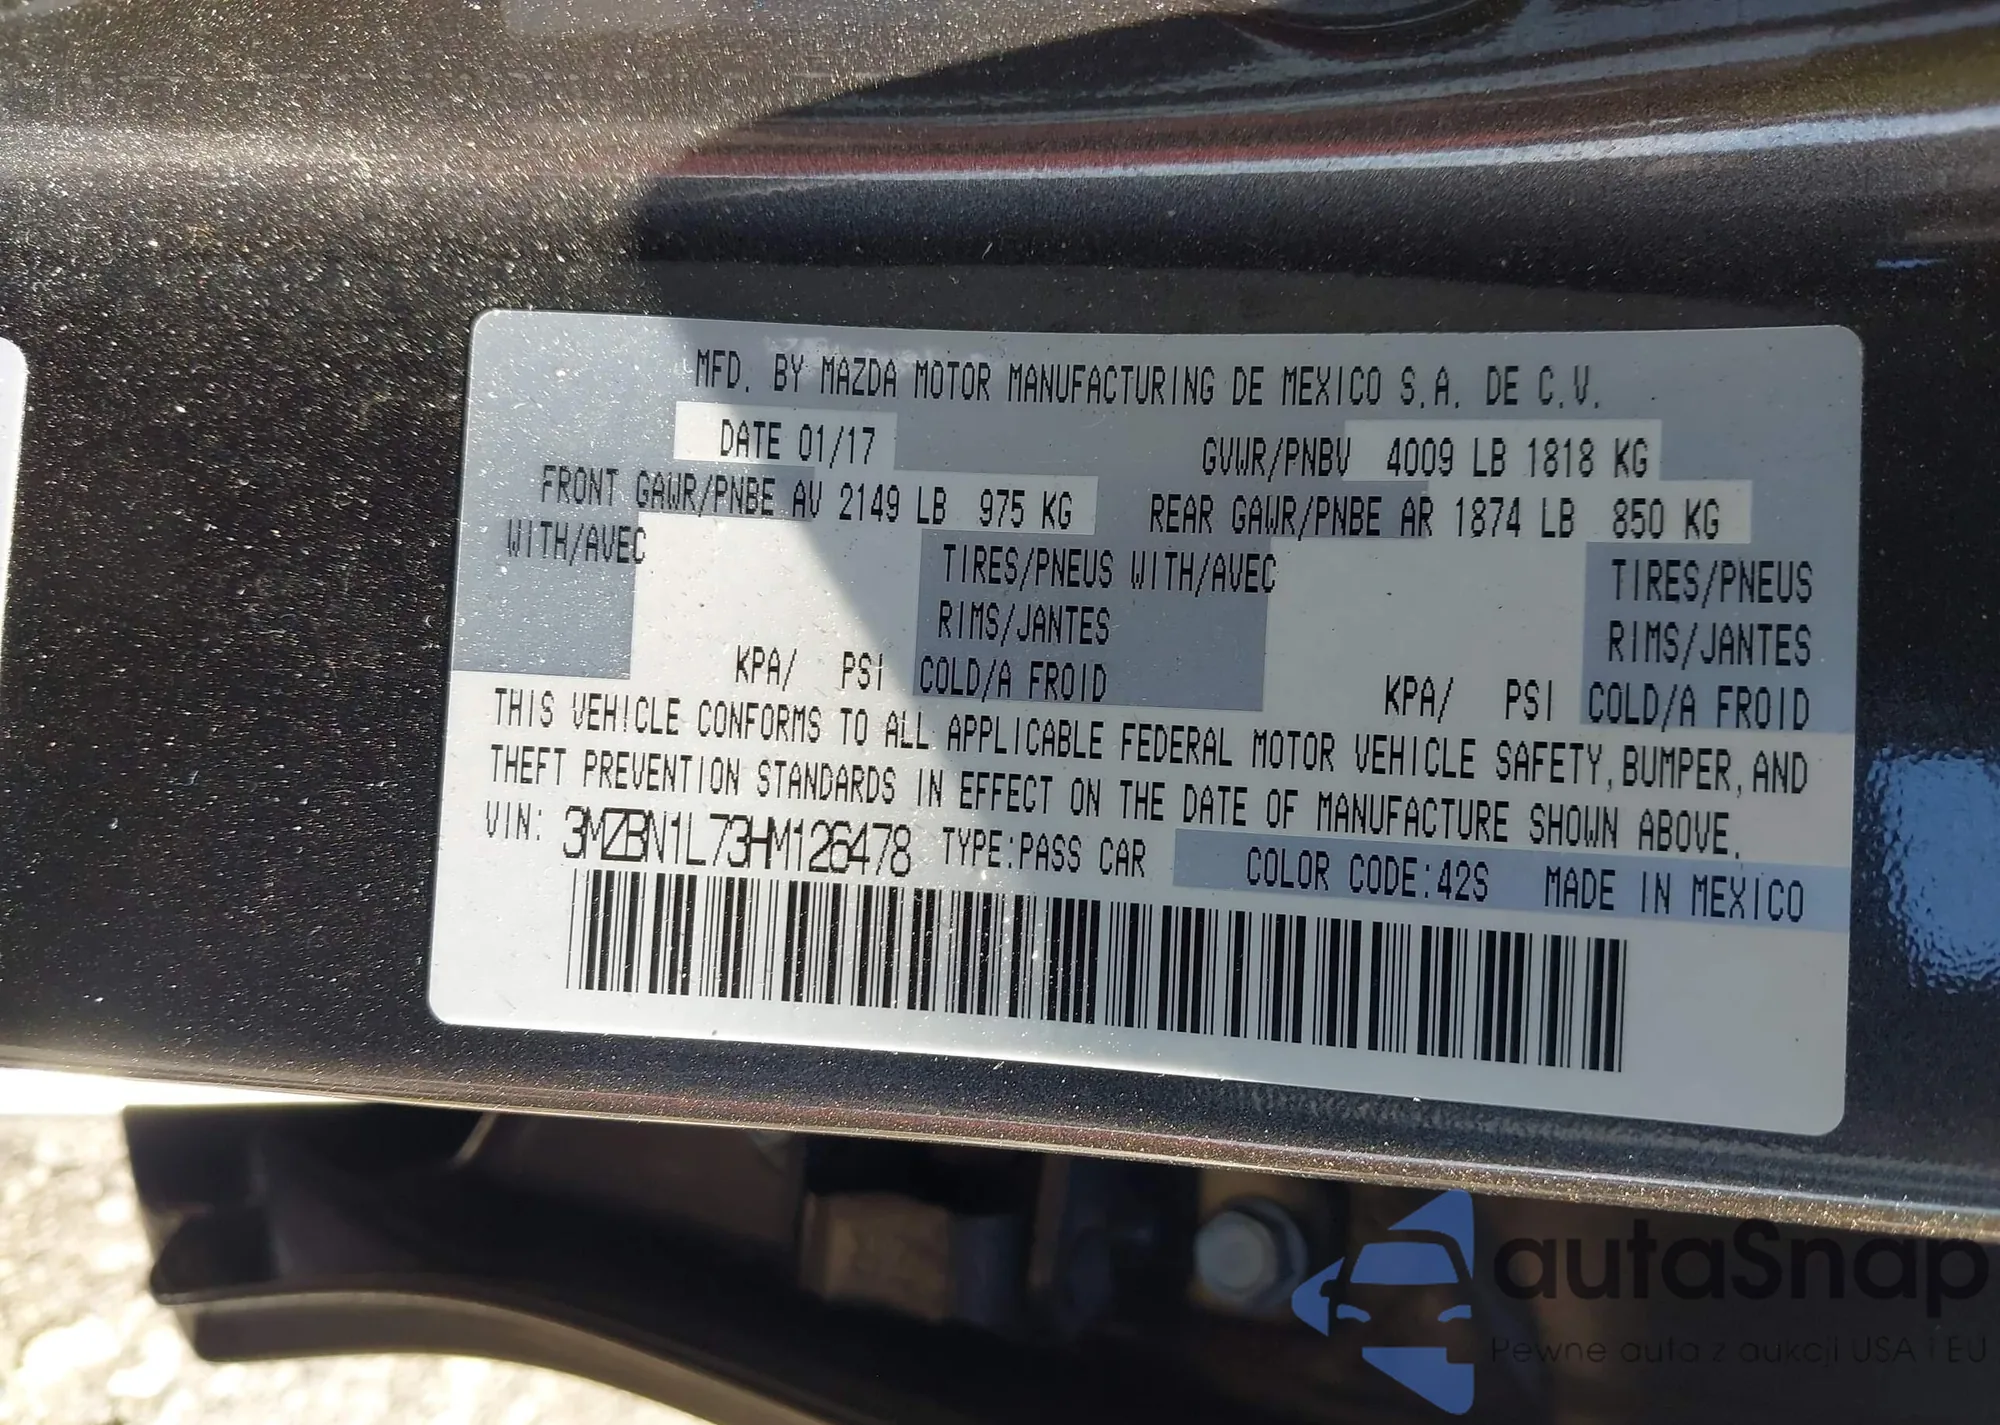 MFD. BY MAZDA MOTOR MANUFACTURING DE MEXICO S.A. DE C.V.
DATE 01/17 GVWR/PNBV 4009 LB 1818 KG
FRONT GAWR/PNBE AV 2149 LB 975 KG REAR GAWR/PNBE AR 1874 LB 850 KG
WITH/AVEC TIRES/PNEUS WITH/AVEC TIRES/PNEUS
RIMS/JANTES RIMS/JANTES
KPA/ PSI COLD/A FROID KPA/ PSI COLD/A FROID
THIS VEHICLE CONFORMS TO ALL APPLICABLE FEDERAL MOTOR VEHICLE SAFETY, BUMPER, AND
THEFT PREVENTION STANDARDS IN EFFECT ON THE DATE OF MANUFACTURE SHOWN ABOVE.
VIN: 3MZBN1L73HM126478 TYPE:PASS CAR COLOR CODE:42S MADE IN MEXICO
autaSnap
Pewne auta z aukcji USA i EU